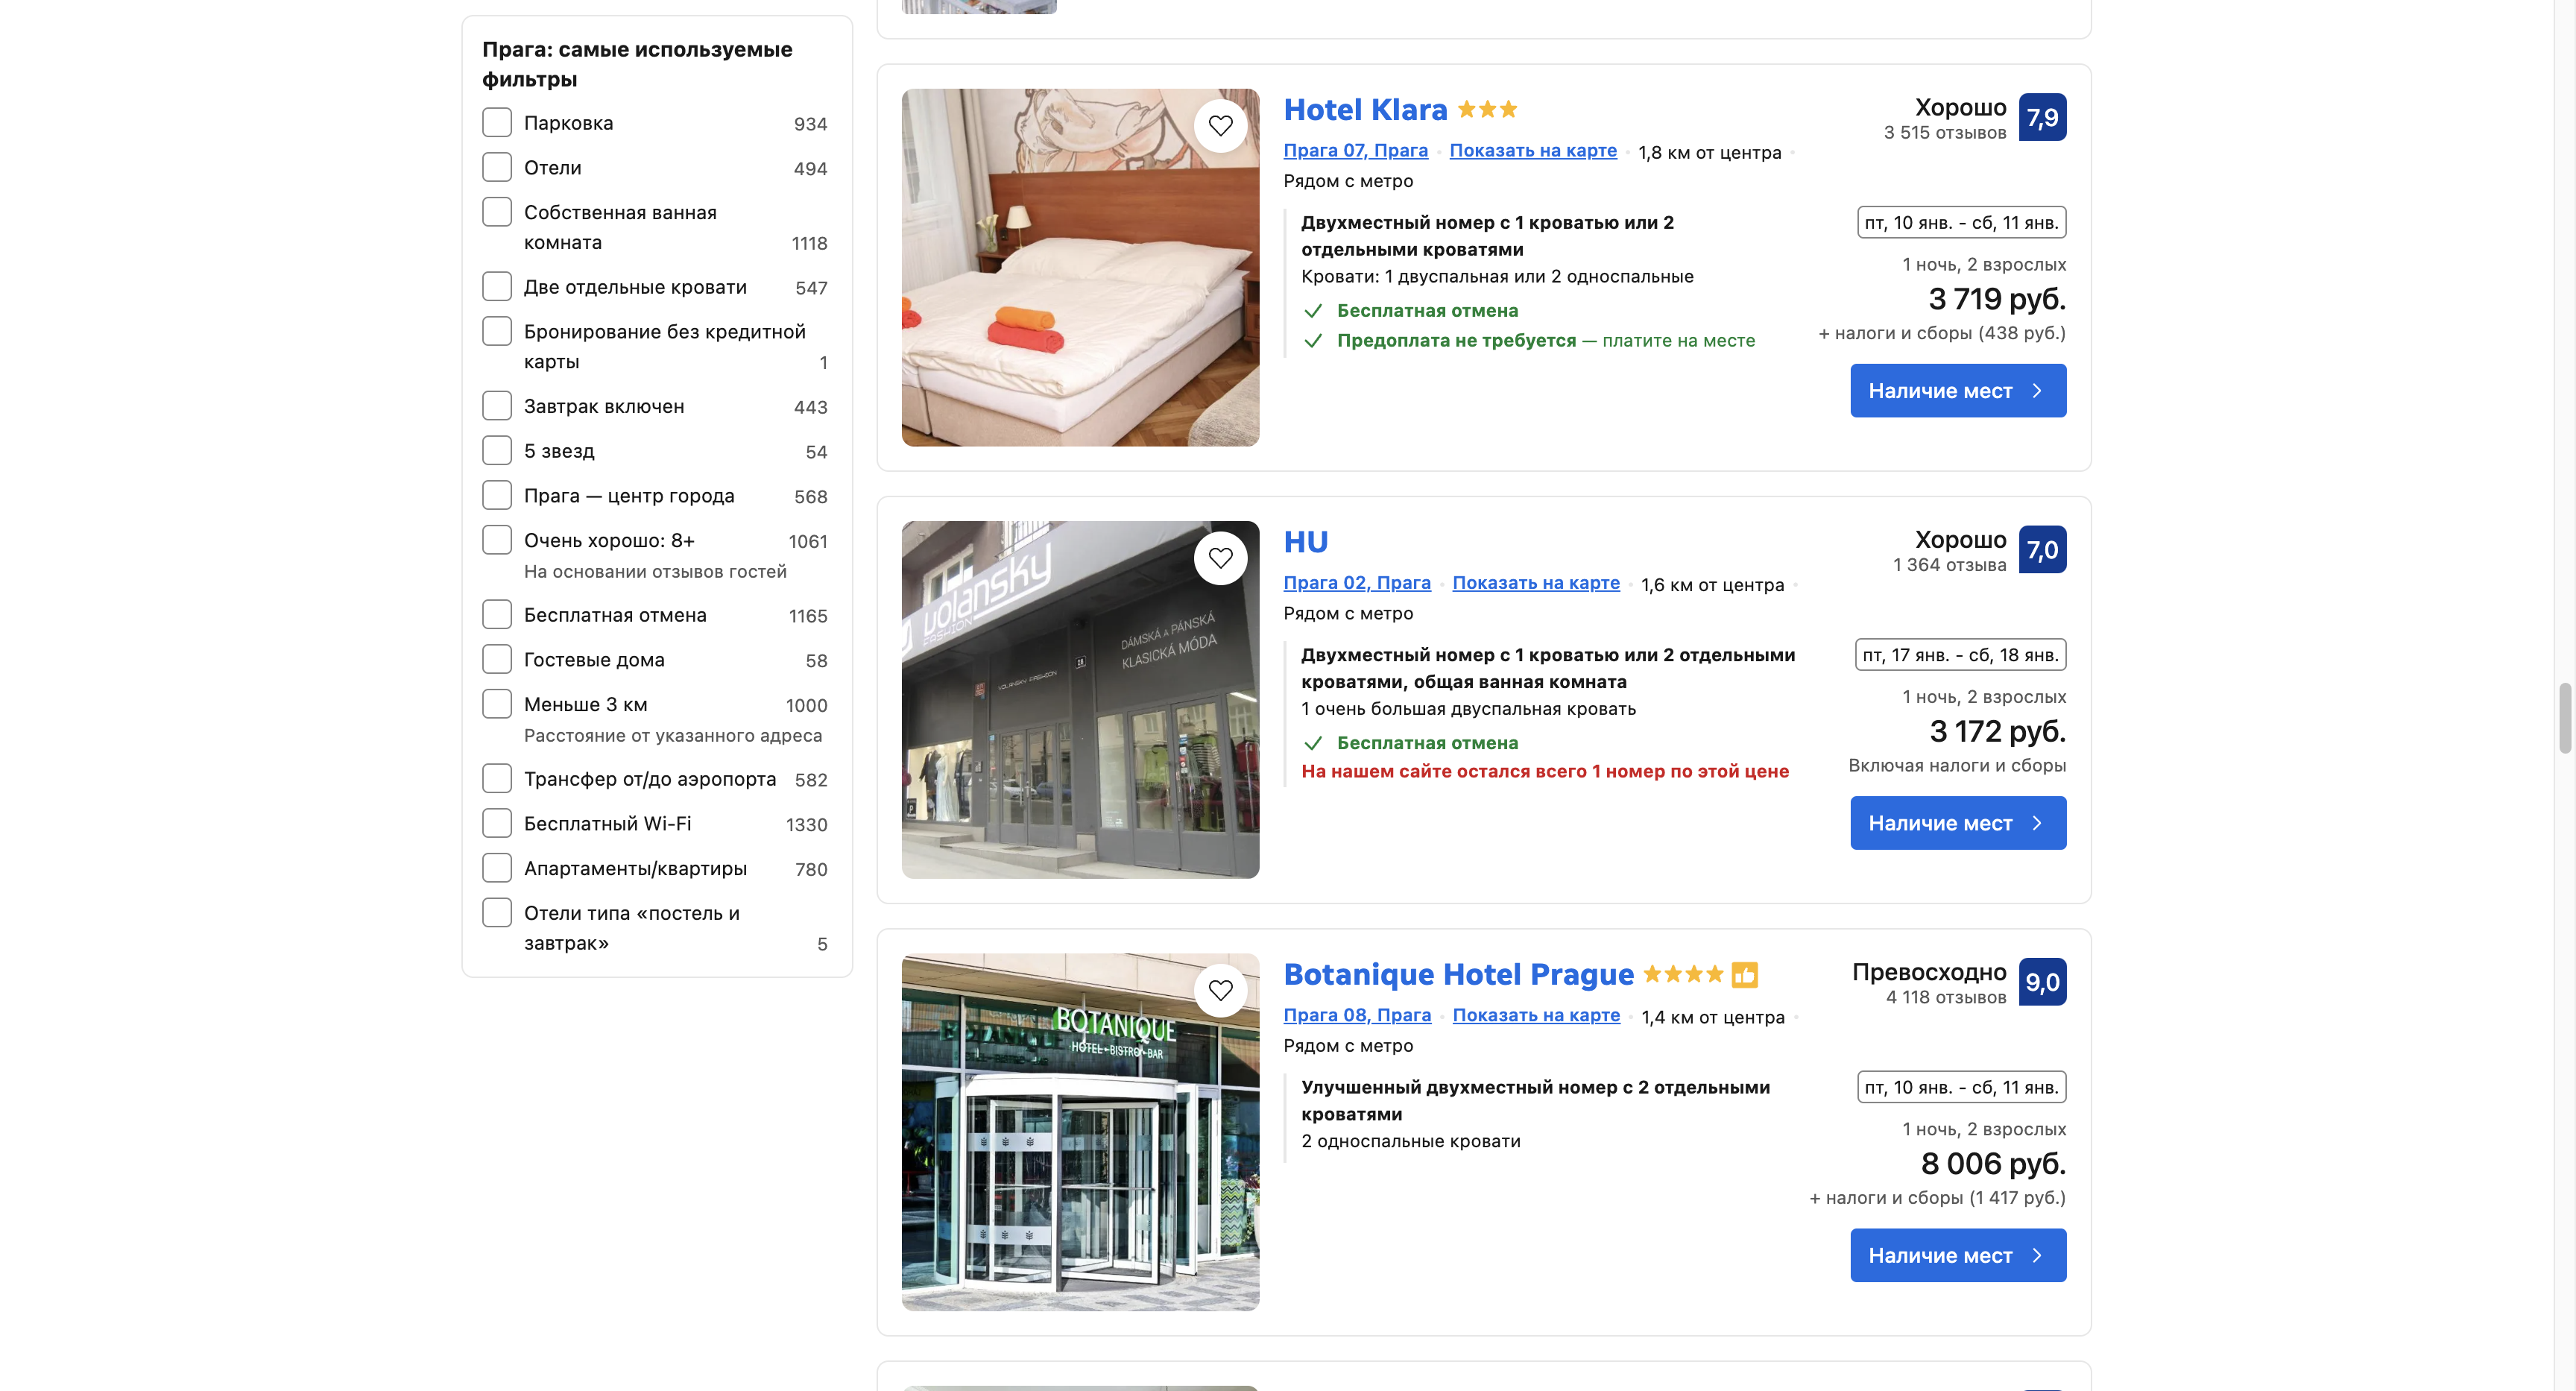 Прага: самые используемые
фильтры
Парковка 934
Отели 494
Собственная ванная
комната 1118
Две отдельные кровати 547
Бронирование без кредитной
карты 1
Завтрак включен 443
5 звезд 54
Прага — центр города 568
Очень хорошо: 8+ 1061
На основании отзывов гостей
Бесплатная отмена 1165
Гостевые дома 58
Меньше 3 км 1000
Расстояние от указанного адреса
Трансфер от/до аэропорта 582
Бесплатный Wi-Fi 1330
Апартаменты/квартиры 780
Отели типа «постель и
завтрак» 5
Hotel Klara
Прага 07, Прага · Показать на карте · 1,8 км от центра ·
Рядом с метро
Двухместный номер с 1 кроватью или 2
отдельными кроватями
Кровати: 1 двуспальная или 2 односпальные
Бесплатная отмена
Предоплата не требуется — платите на месте
Хорошо 7,9
3 515 отзывов
пт, 10 янв. - сб, 11 янв.
1 ночь, 2 взрослых
3 719 руб.
+ налоги и сборы (438 руб.)
Наличие мест
volansky
FASHION
DÁMSKÁ A PÁNSKÁ
KLASICKÁ MÓDA
VOLANSKY FASHION
HU
Прага 02, Прага · Показать на карте · 1,6 км от центра ·
Рядом с метро
Двухместный номер с 1 кроватью или 2 отдельными
кроватями, общая ванная комната
1 очень большая двуспальная кровать
Бесплатная отмена
На нашем сайте остался всего 1 номер по этой цене
Хорошо 7,0
1 364 отзыва
пт, 17 янв. - сб, 18 янв.
1 ночь, 2 взрослых
3 172 руб.
Включая налоги и сборы
Наличие мест
BOTANIQUE
HOTEL-BISTRO-BAR
Botanique Hotel Prague
Прага 08, Прага · Показать на карте · 1,4 км от центра ·
Рядом с метро
Улучшенный двухместный номер с 2 отдельными
кроватями
2 односпальные кровати
Превосходно 9,0
4 118 отзывов
пт, 10 янв. - сб, 11 янв.
1 ночь, 2 взрослых
8 006 руб.
+ налоги и сборы (1 417 руб.)
Наличие мест